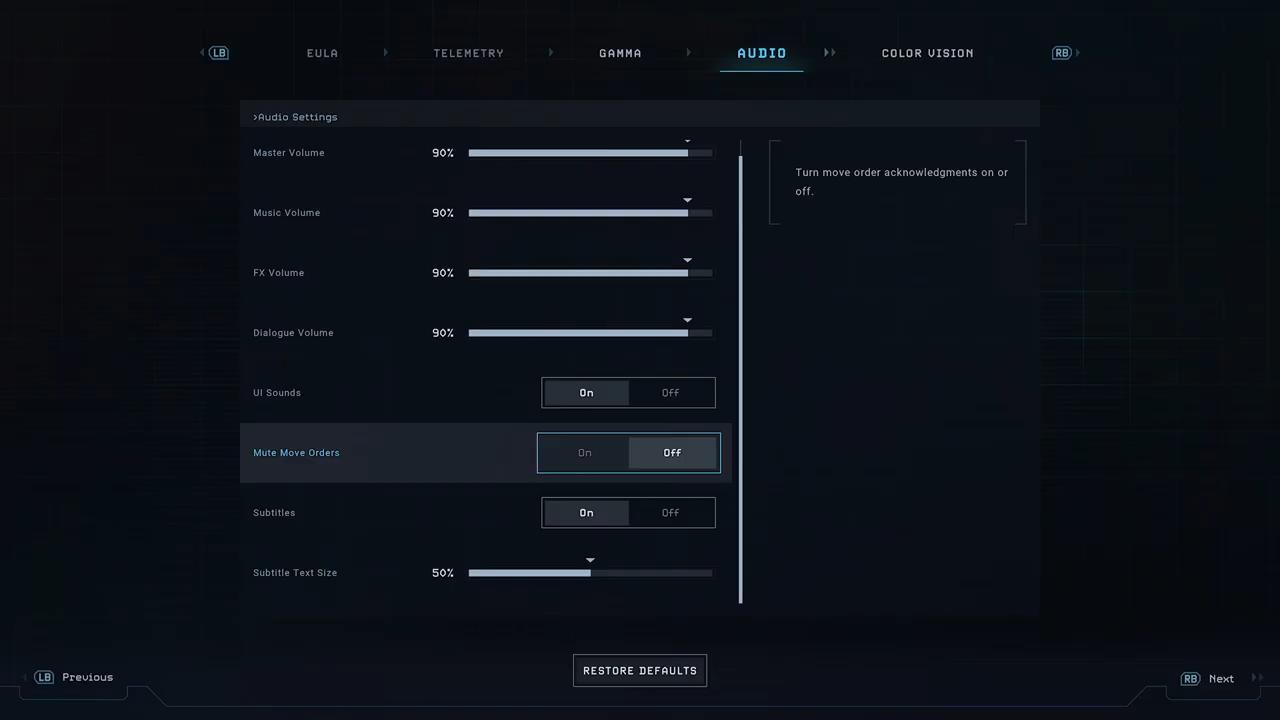 LB EULA TELEMETRY GAMMA AUDIO COLOR VISION RB
>Audio Settings
Master Volume 90%
Turn move order acknowledgments on or
off.
Music Volume 90%
FX Volume 90%
Dialogue Volume 90%
UI Sounds On Off
Mute Move Orders On Off
Subtitles On Off
Subtitle Text Size 50%
RESTORE DEFAULTS
LB Previous
RB Next